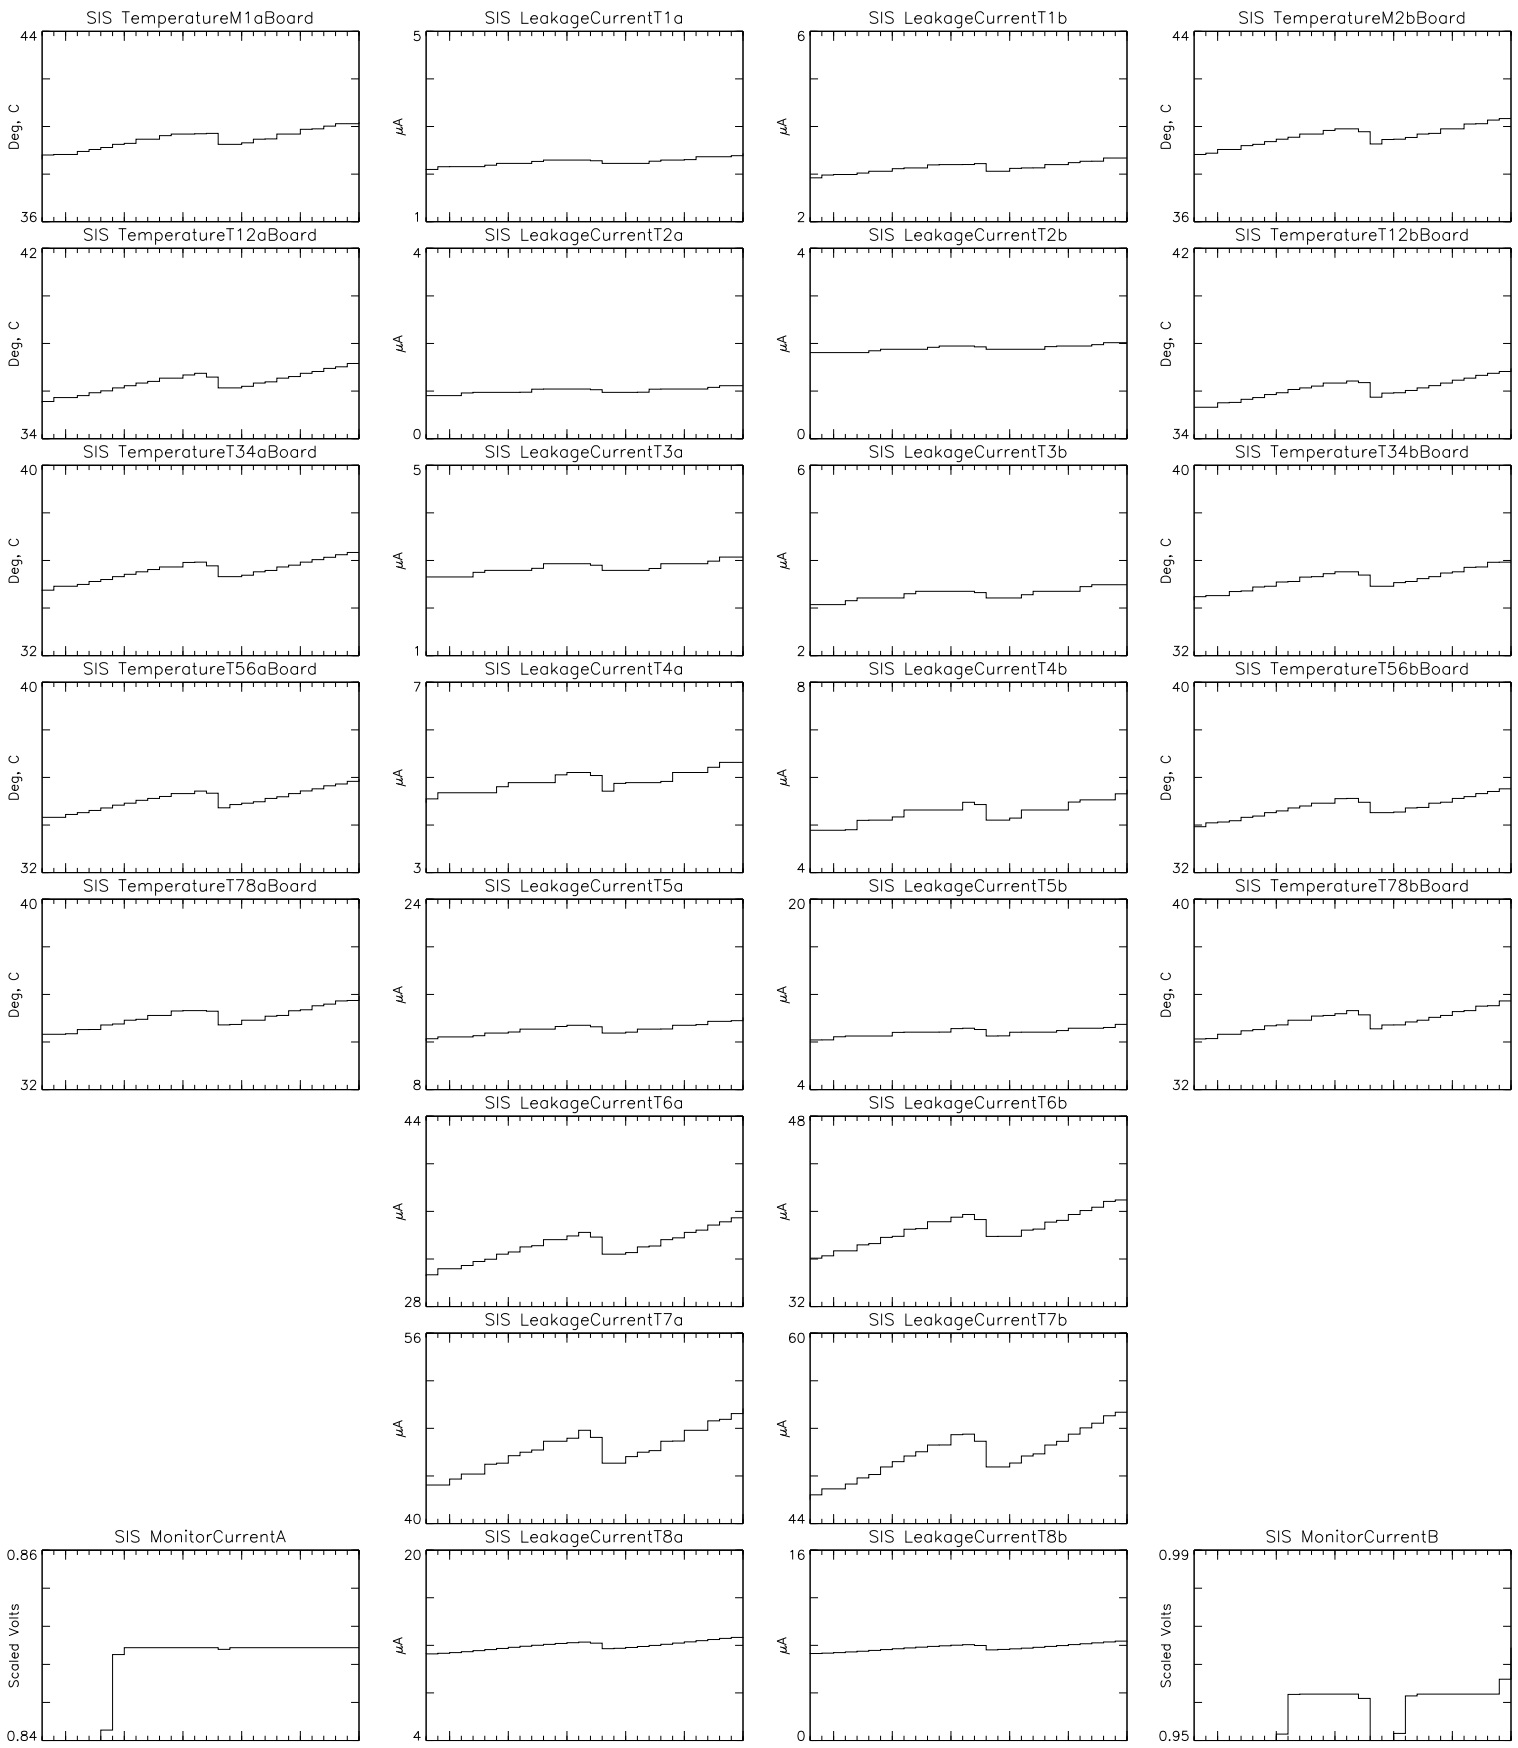 SIS TemperatureM1aBoard
44
Deg, C
36
SIS LeakageCurrentT1a
5
μA
1
SIS LeakageCurrentT1b
6
μA
2
SIS TemperatureM2bBoard
44
Deg, C
36
SIS TemperatureT12aBoard
42
Deg, C
34
SIS LeakageCurrentT2a
4
μA
0
SIS LeakageCurrentT2b
4
μA
0
SIS TemperatureT12bBoard
42
Deg, C
34
SIS TemperatureT34aBoard
40
Deg, C
32
SIS LeakageCurrentT3a
5
μA
1
SIS LeakageCurrentT3b
6
μA
2
SIS TemperatureT34bBoard
40
Deg, C
32
SIS TemperatureT56aBoard
40
Deg, C
32
SIS LeakageCurrentT4a
7
μA
3
SIS LeakageCurrentT4b
8
μA
4
SIS TemperatureT56bBoard
40
Deg, C
32
SIS TemperatureT78aBoard
40
Deg, C
32
SIS LeakageCurrentT5a
24
μA
8
SIS LeakageCurrentT5b
20
μA
4
SIS TemperatureT78bBoard
40
Deg, C
32
SIS LeakageCurrentT6a
44
μA
28
SIS LeakageCurrentT6b
48
μA
32
SIS LeakageCurrentT7a
56
μA
40
SIS LeakageCurrentT7b
60
μA
44
SIS MonitorCurrentA
0.86
Scaled Volts
0.84
SIS LeakageCurrentT8a
20
μA
4
SIS LeakageCurrentT8b
16
μA
0
SIS MonitorCurrentB
0.99
Scaled Volts
0.95